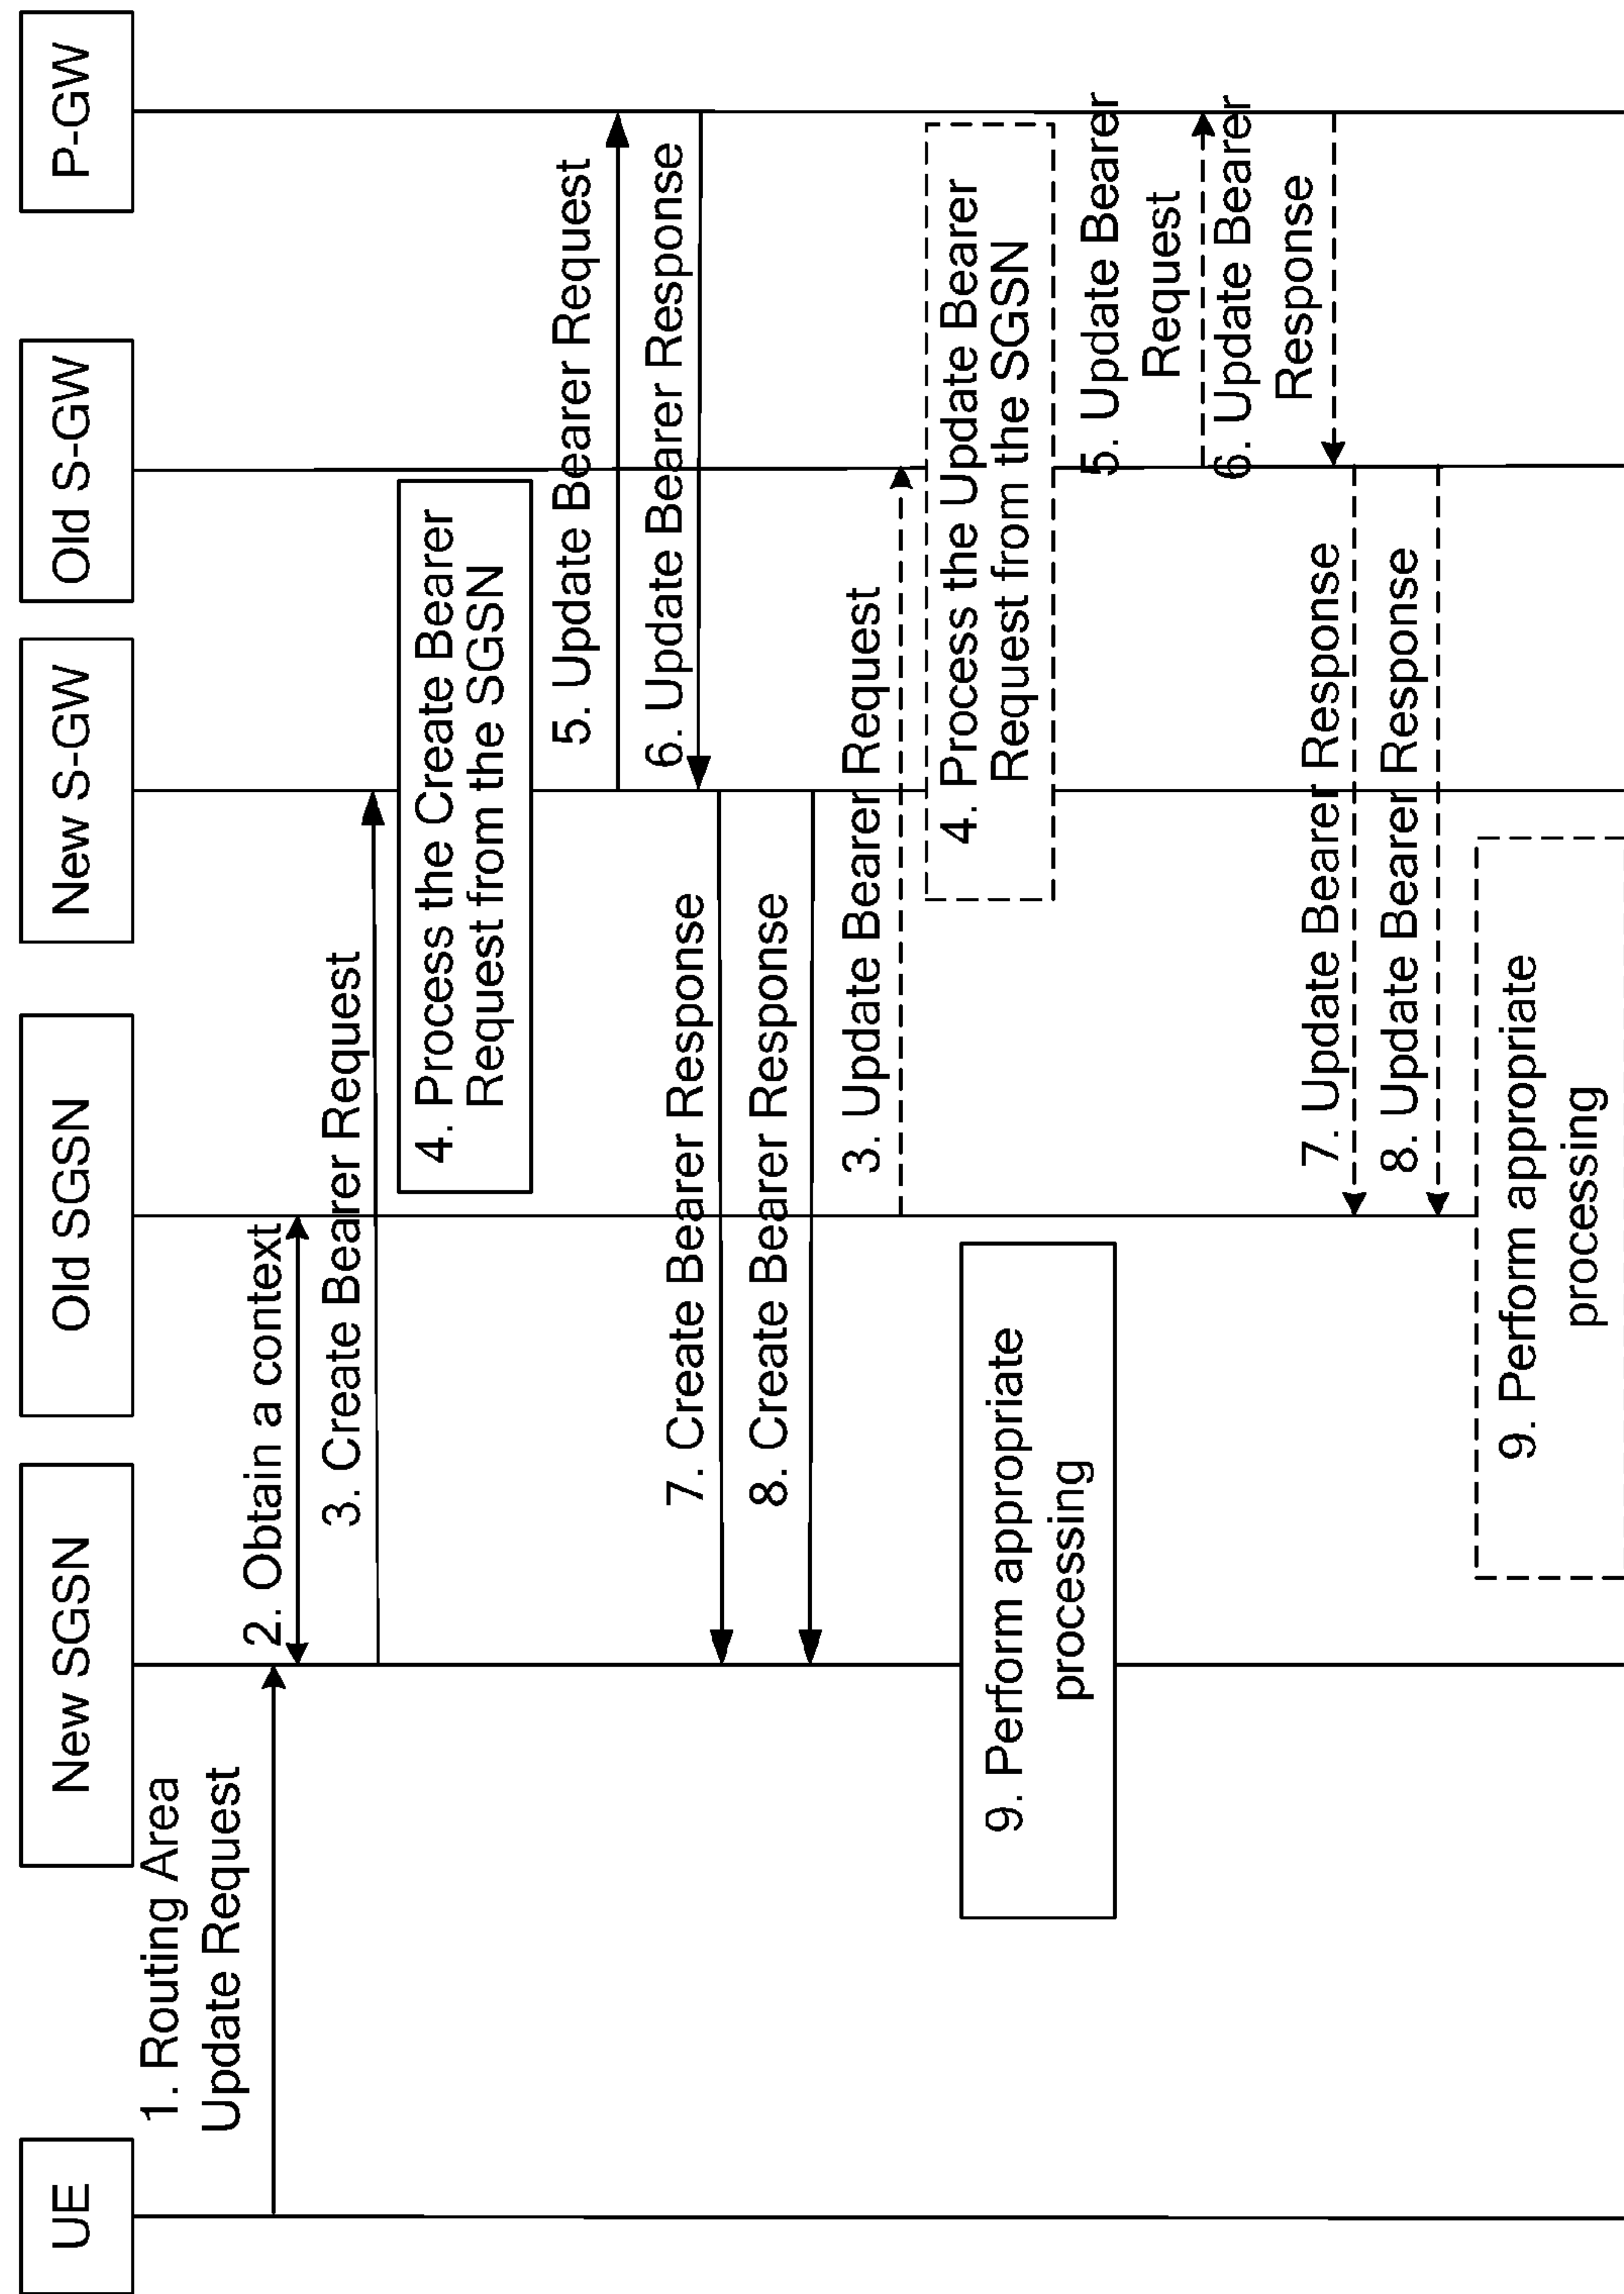 UE
New SGSN
Old SGSN
New S-GW
Old S-GW
P-GW
1. Routing Area
Update Request
2. Obtain a context
3. Create Bearer Request
4. Process the Create Bearer
Request from the SGSN
5. Update Bearer Request
6. Update Bearer Response
7. Create Bearer Response
8. Create Bearer Response
3. Update Bearer Request
4. Process the Update Bearer
Request from the SGSN
9. Perform appropriate
processing
5. Update Bearer
Request
6. Update Bearer
Response
7. Update Bearer Response
8. Update Bearer Response
9. Perform appropriate
processing